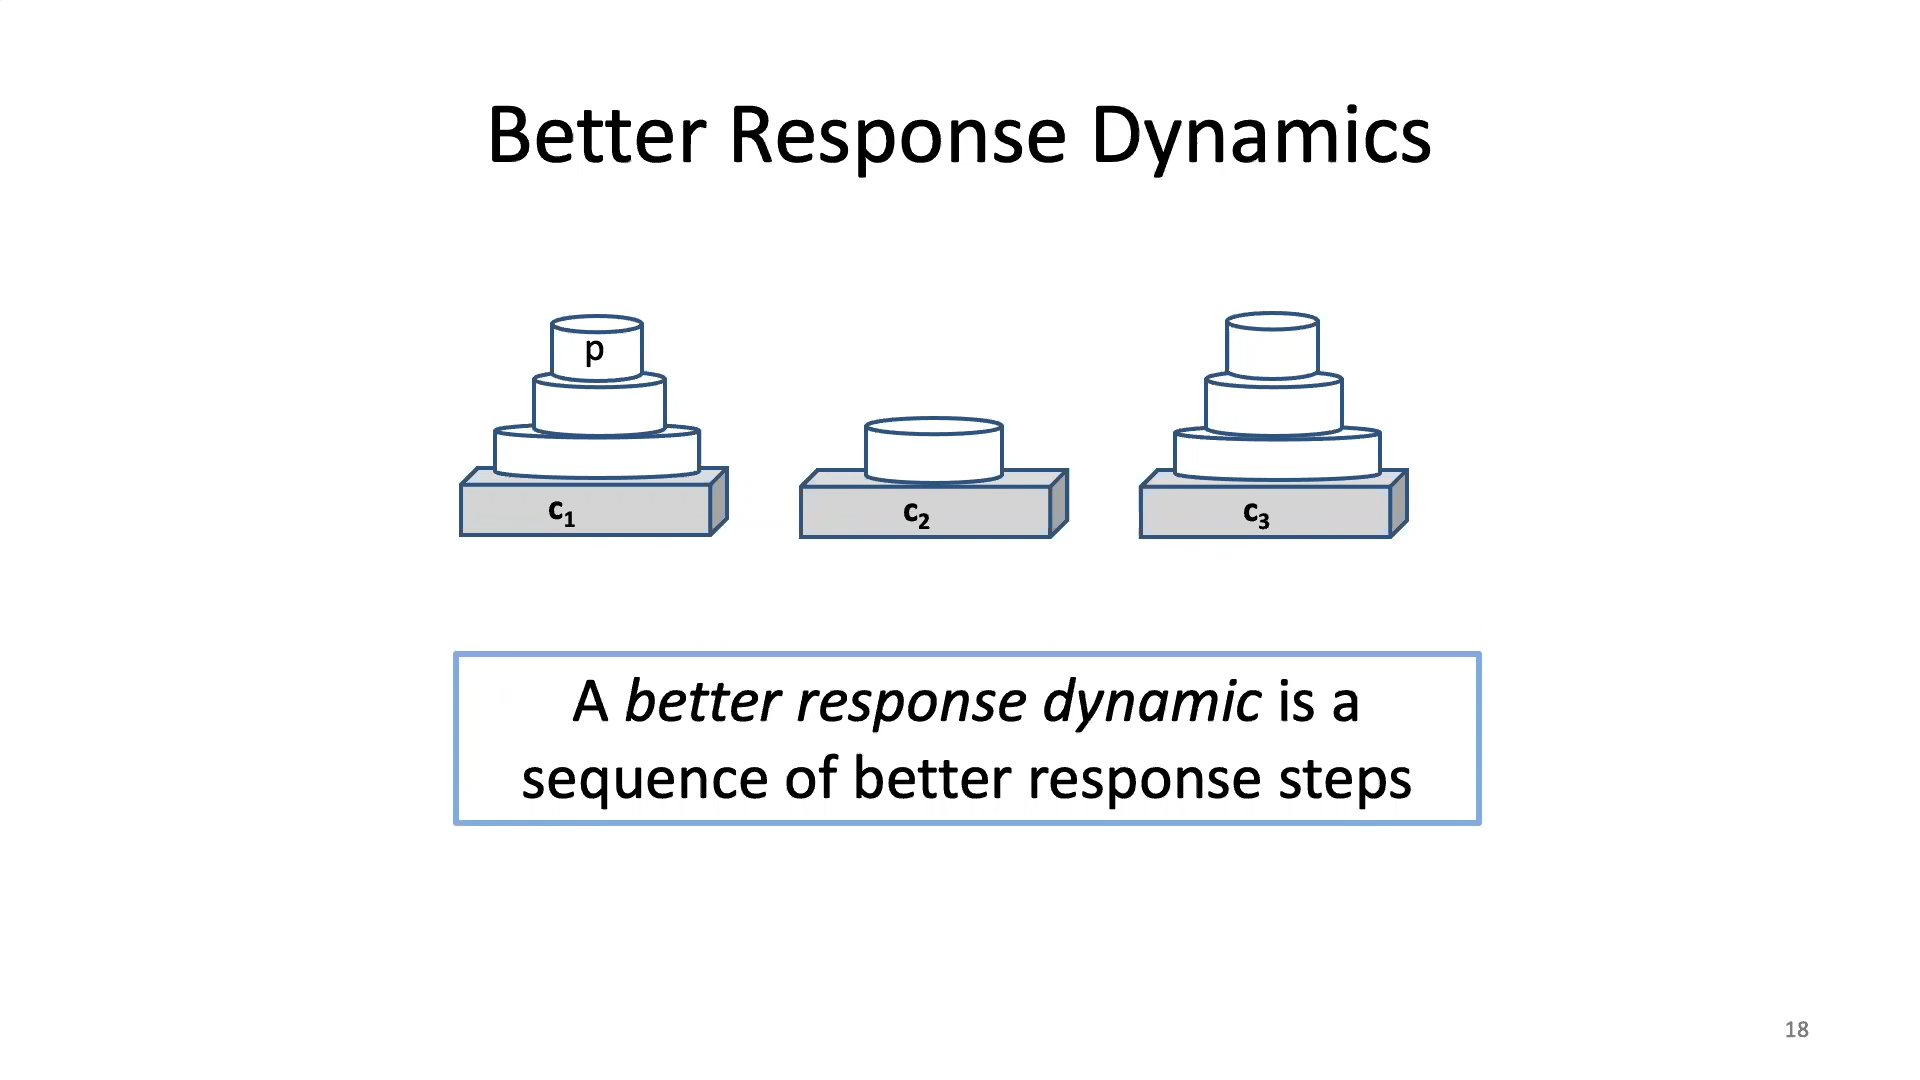 Better Response Dynamics
p
c₁
c₂
c₃
A better response dynamic is a
sequence of better response steps
18